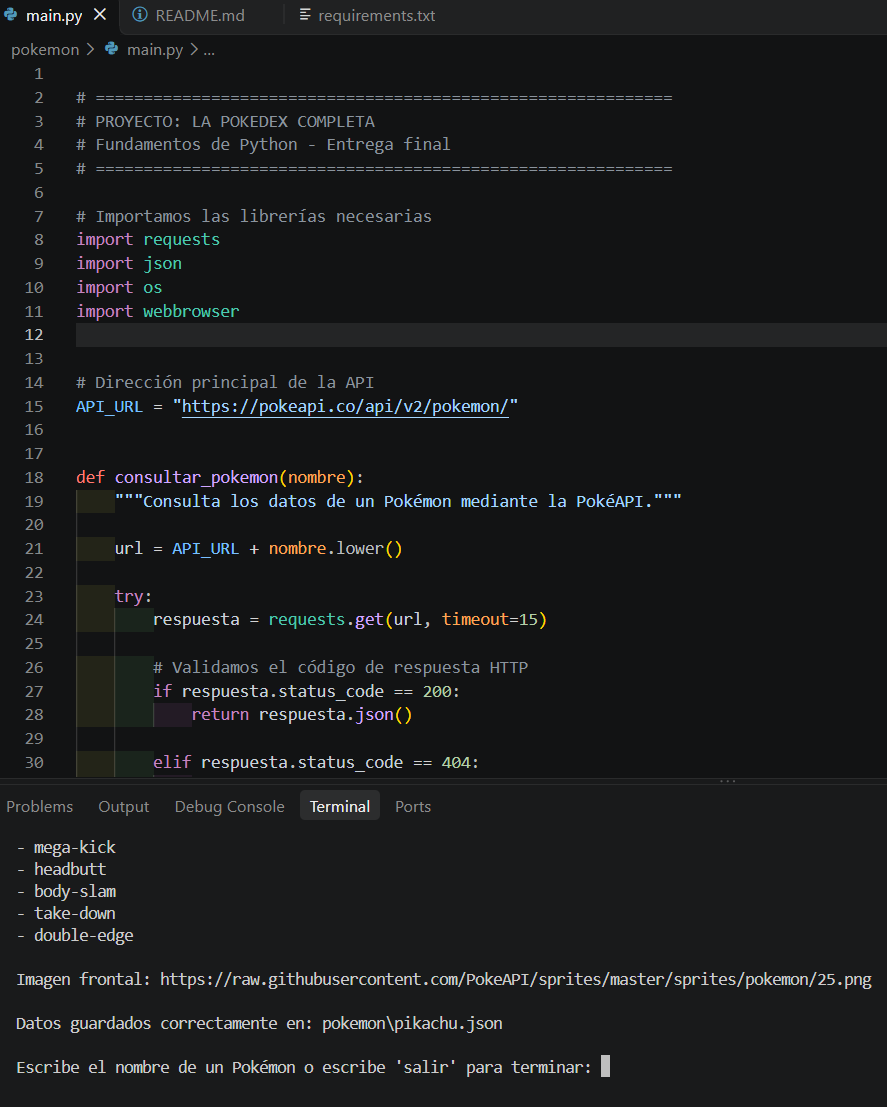 main.py README.md requirements.txt
pokemon > main.py > ...
1
2 # ============================================================
3 # PROYECTO: LA POKEDEX COMPLETA
4 # Fundamentos de Python - Entrega final
5 # ============================================================
6
7 # Importamos las librerías necesarias
8 import requests
9 import json
10 import os
11 import webbrowser
12
13
14 # Dirección principal de la API
15 API_URL = "https://pokeapi.co/api/v2/pokemon/"
16
17
18 def consultar_pokemon(nombre):
19     """Consulta los datos de un Pokémon mediante la PokéAPI."""
20
21     url = API_URL + nombre.lower()
22
23     try:
24         respuesta = requests.get(url, timeout=15)
25
26         # Validamos el código de respuesta HTTP
27         if respuesta.status_code == 200:
28             return respuesta.json()
29
30         elif respuesta.status_code == 404:
Problems Output Debug Console Terminal Ports
- mega-kick
- headbutt
- body-slam
- take-down
- double-edge
Imagen frontal: https://raw.githubusercontent.com/PokeAPI/sprites/master/sprites/pokemon/25.png
Datos guardados correctamente en: pokemon\pikachu.json
Escribe el nombre de un Pokémon o escribe 'salir' para terminar: